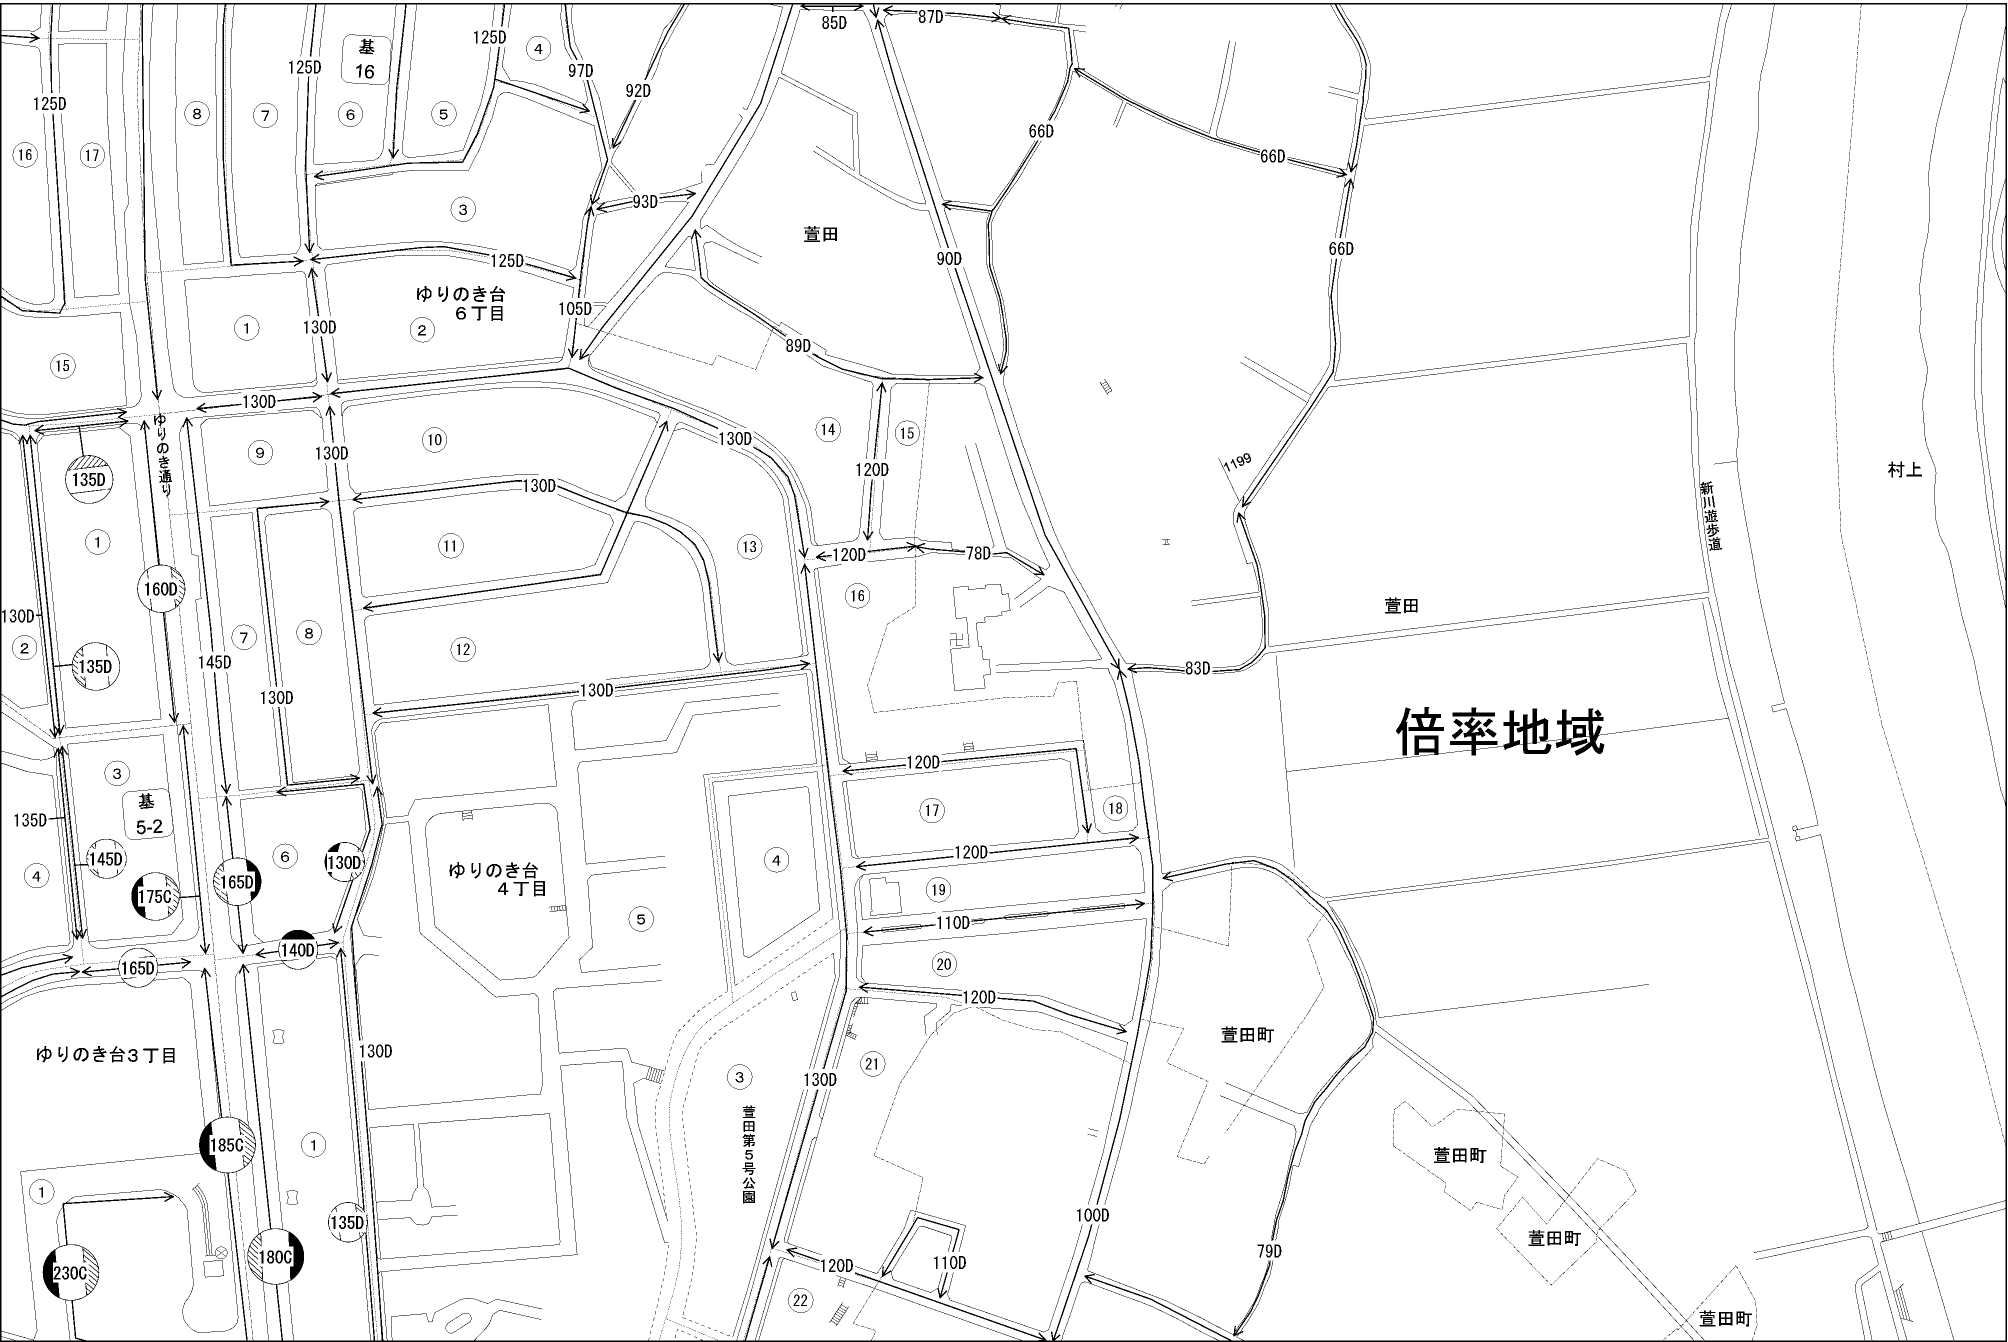 85D
87D
125D
④
基
16
125D
97D
92D
125D
⑧
⑦
⑥
⑤
66D
⑯
⑰
66D
③
93D
萱田
66D
125D
90D
ゆりのき台
6丁目
105D
①
130D
②
89D
⑮
130D
ゆりのき通り
⑨
130D
⑩
130D
⑭
⑮
120D
1199
村上
135D
130D
新川遊歩道
①
⑪
⑬
120D
78D
160D
⑯
萱田
130D
②
⑦
⑧
⑫
135D
145D
83D
130D
130D
倍率地域
120D
③
基
5-2
135D
⑰
⑱
145D
⑥
130D
120D
④
ゆりのき台
4丁目
④
175C
165D
⑲
⑤
110D
140D
165D
⑳
120D
萱田町
ゆりのき台3丁目
130D
③
130D
㉑
萱田第5号公園
185C
①
萱田町
①
135D
100D
萱田町
79D
180C
230C
120D
110D
㉒
萱田町